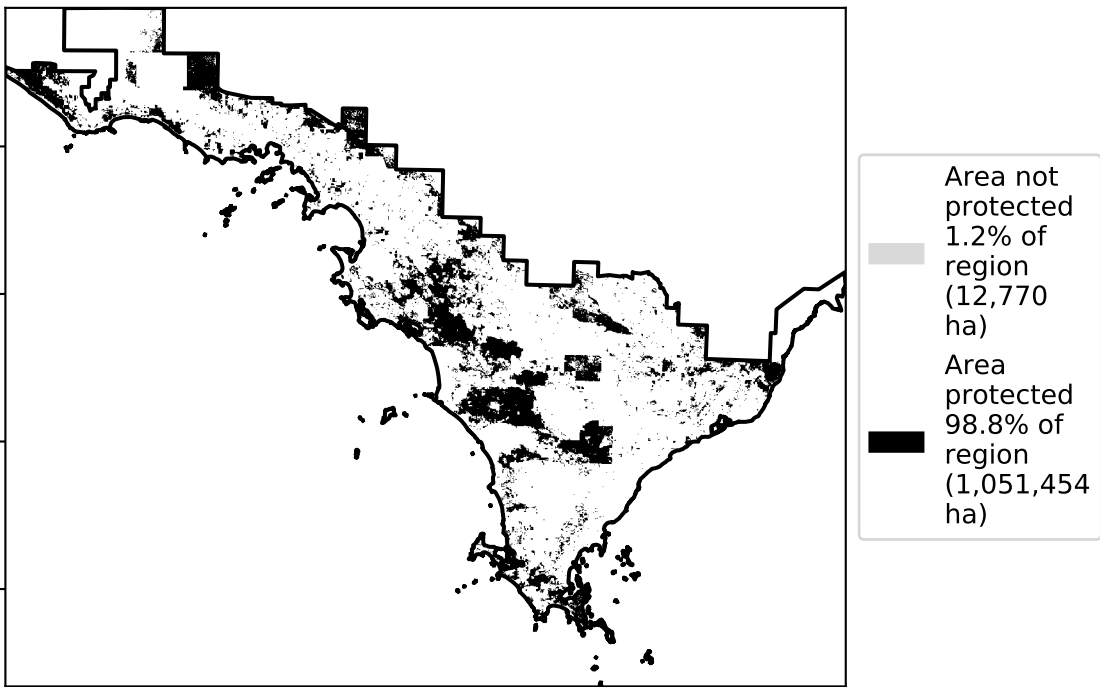 Area not
protected
1.2% of
region
(12,770
ha)
Area
protected
98.8% of
region
(1,051,454
ha)